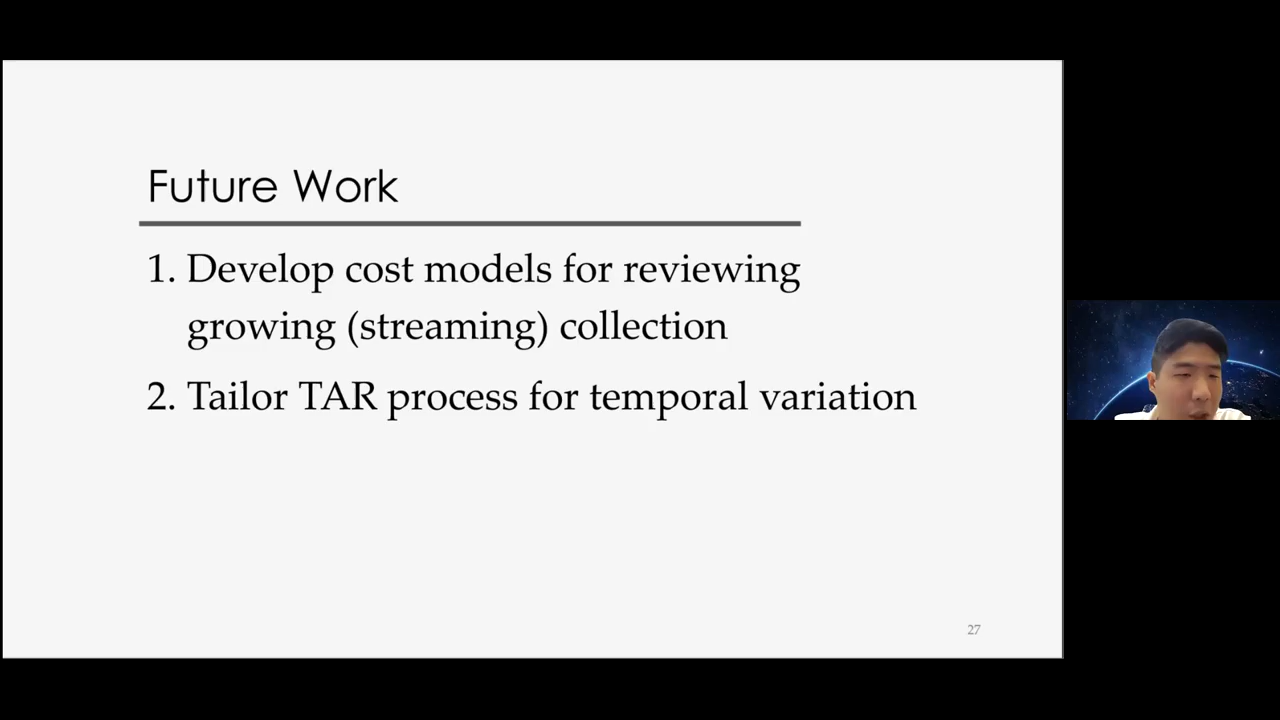 Future Work
1. Develop cost models for reviewing
growing (streaming) collection
2. Tailor TAR process for temporal variation
27